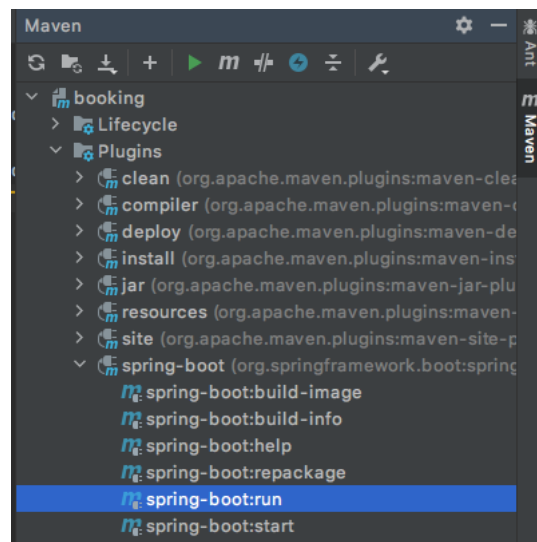 Maven
Ant
m
Maven
booking
Lifecycle
Plugins
clean (org.apache.maven.plugins:maven-clea
compiler (org.apache.maven.plugins:maven-c
deploy (org.apache.maven.plugins:maven-de
install (org.apache.maven.plugins:maven-ins
jar (org.apache.maven.plugins:maven-jar-plu
resources (org.apache.maven.plugins:maven-
site (org.apache.maven.plugins:maven-site-p
spring-boot (org.springframework.boot:spring
spring-boot:build-image
spring-boot:build-info
spring-boot:help
spring-boot:repackage
spring-boot:run
spring-boot:start